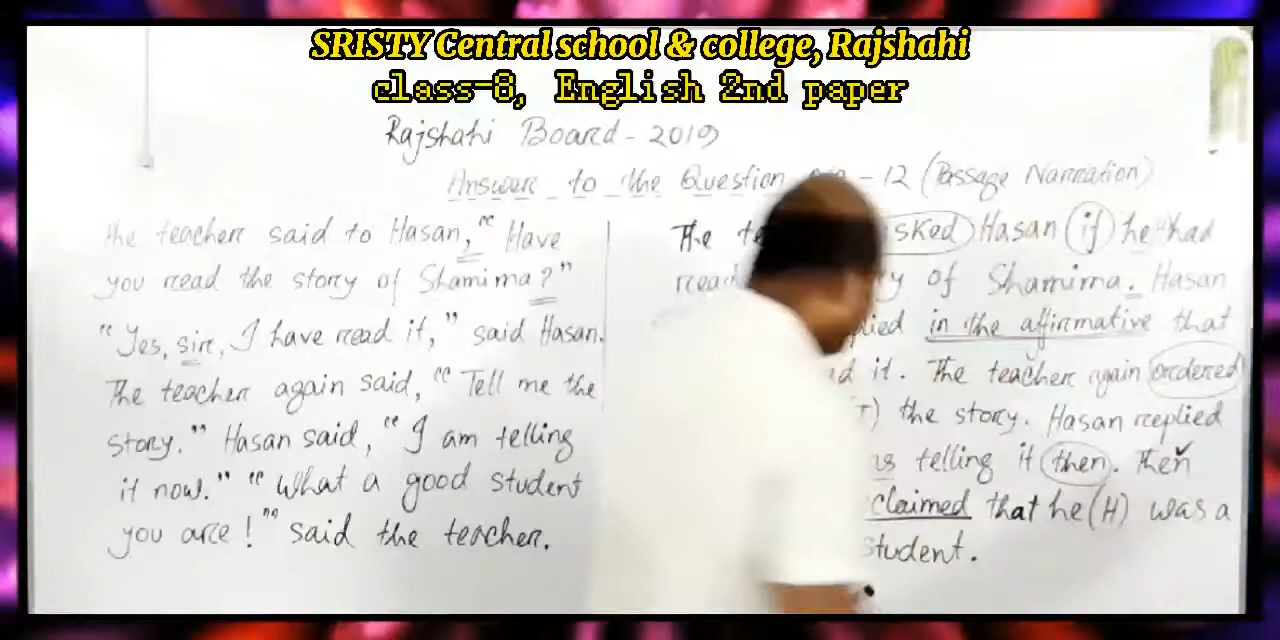 SRISTY Central school & college, Rajshahi
class-8, English 2nd paper
Rajshahi Board - 2019
Answer to the Question - 12 (Passage Narration)
The teacher said to Hasan, "Have
you read the story of Shamima?"
"Yes, sir, I have read it," said Hasan.
The teacher again said, "Tell me the
story." Hasan said, "I am telling
it now." "What a good student
you are!" said the teacher.
The Hasan if he had
of Shamima. Hasan
in the affirmative that
it. The teacher again ordered
the story. Hasan replied
telling it then. Then
that he (H) was a
student.